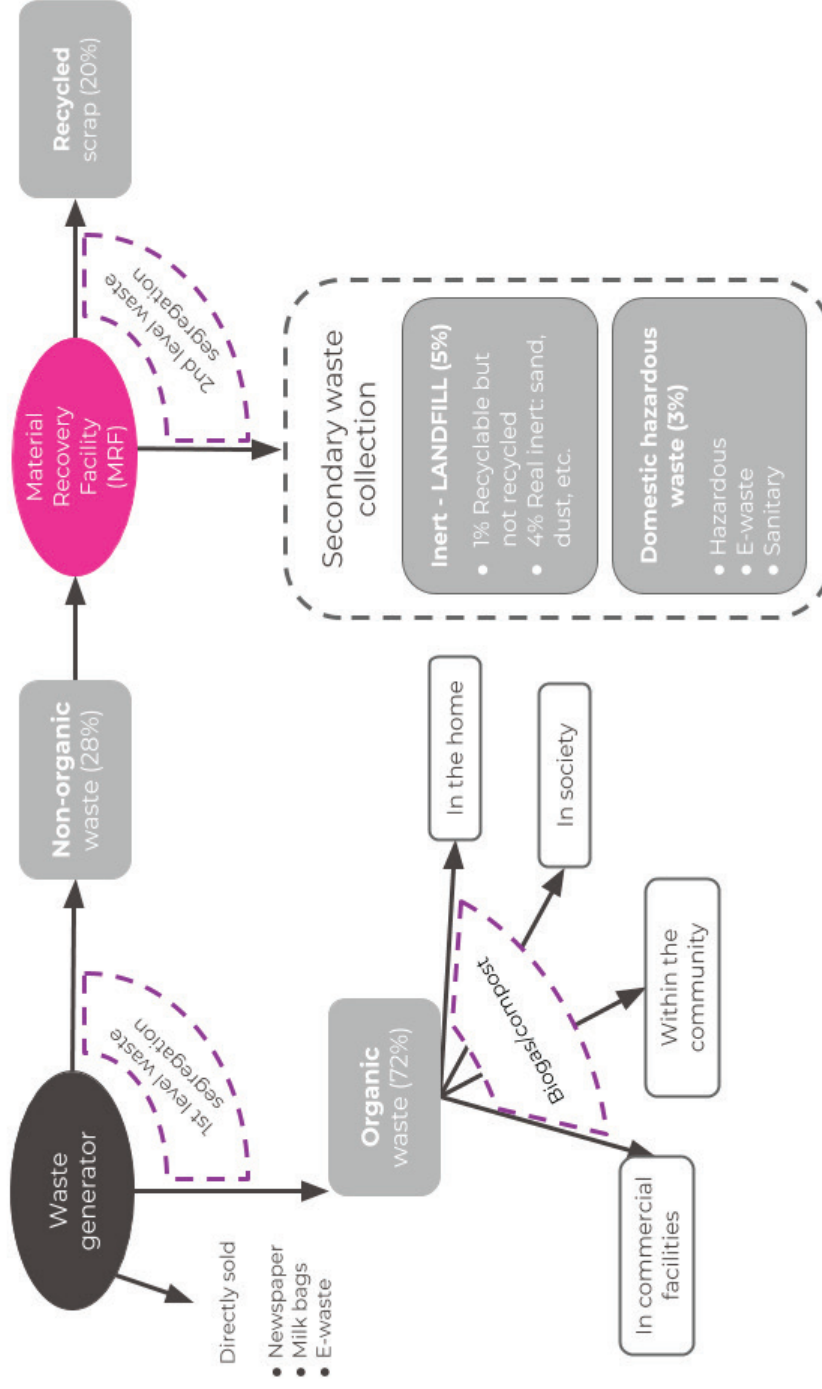 Waste
generator
1st level waste
segregation
Directly sold
● Newspaper
● Milk bags
● E-waste
Non-organic
waste (28%)
Organic
waste (72%)
Biogas/compost
In the home
In society
Within the
community
In commercial
facilities
Material
Recovery
Facility
(MRF)
2nd level waste
segregation
Recycled
scrap (20%)
Secondary waste
collection
Inert - LANDFILL (5%)
● 1% Recyclable but
not recycled
● 4% Real inert: sand,
dust, etc.
Domestic hazardous
waste (3%)
● Hazardous
● E-waste
● Sanitary